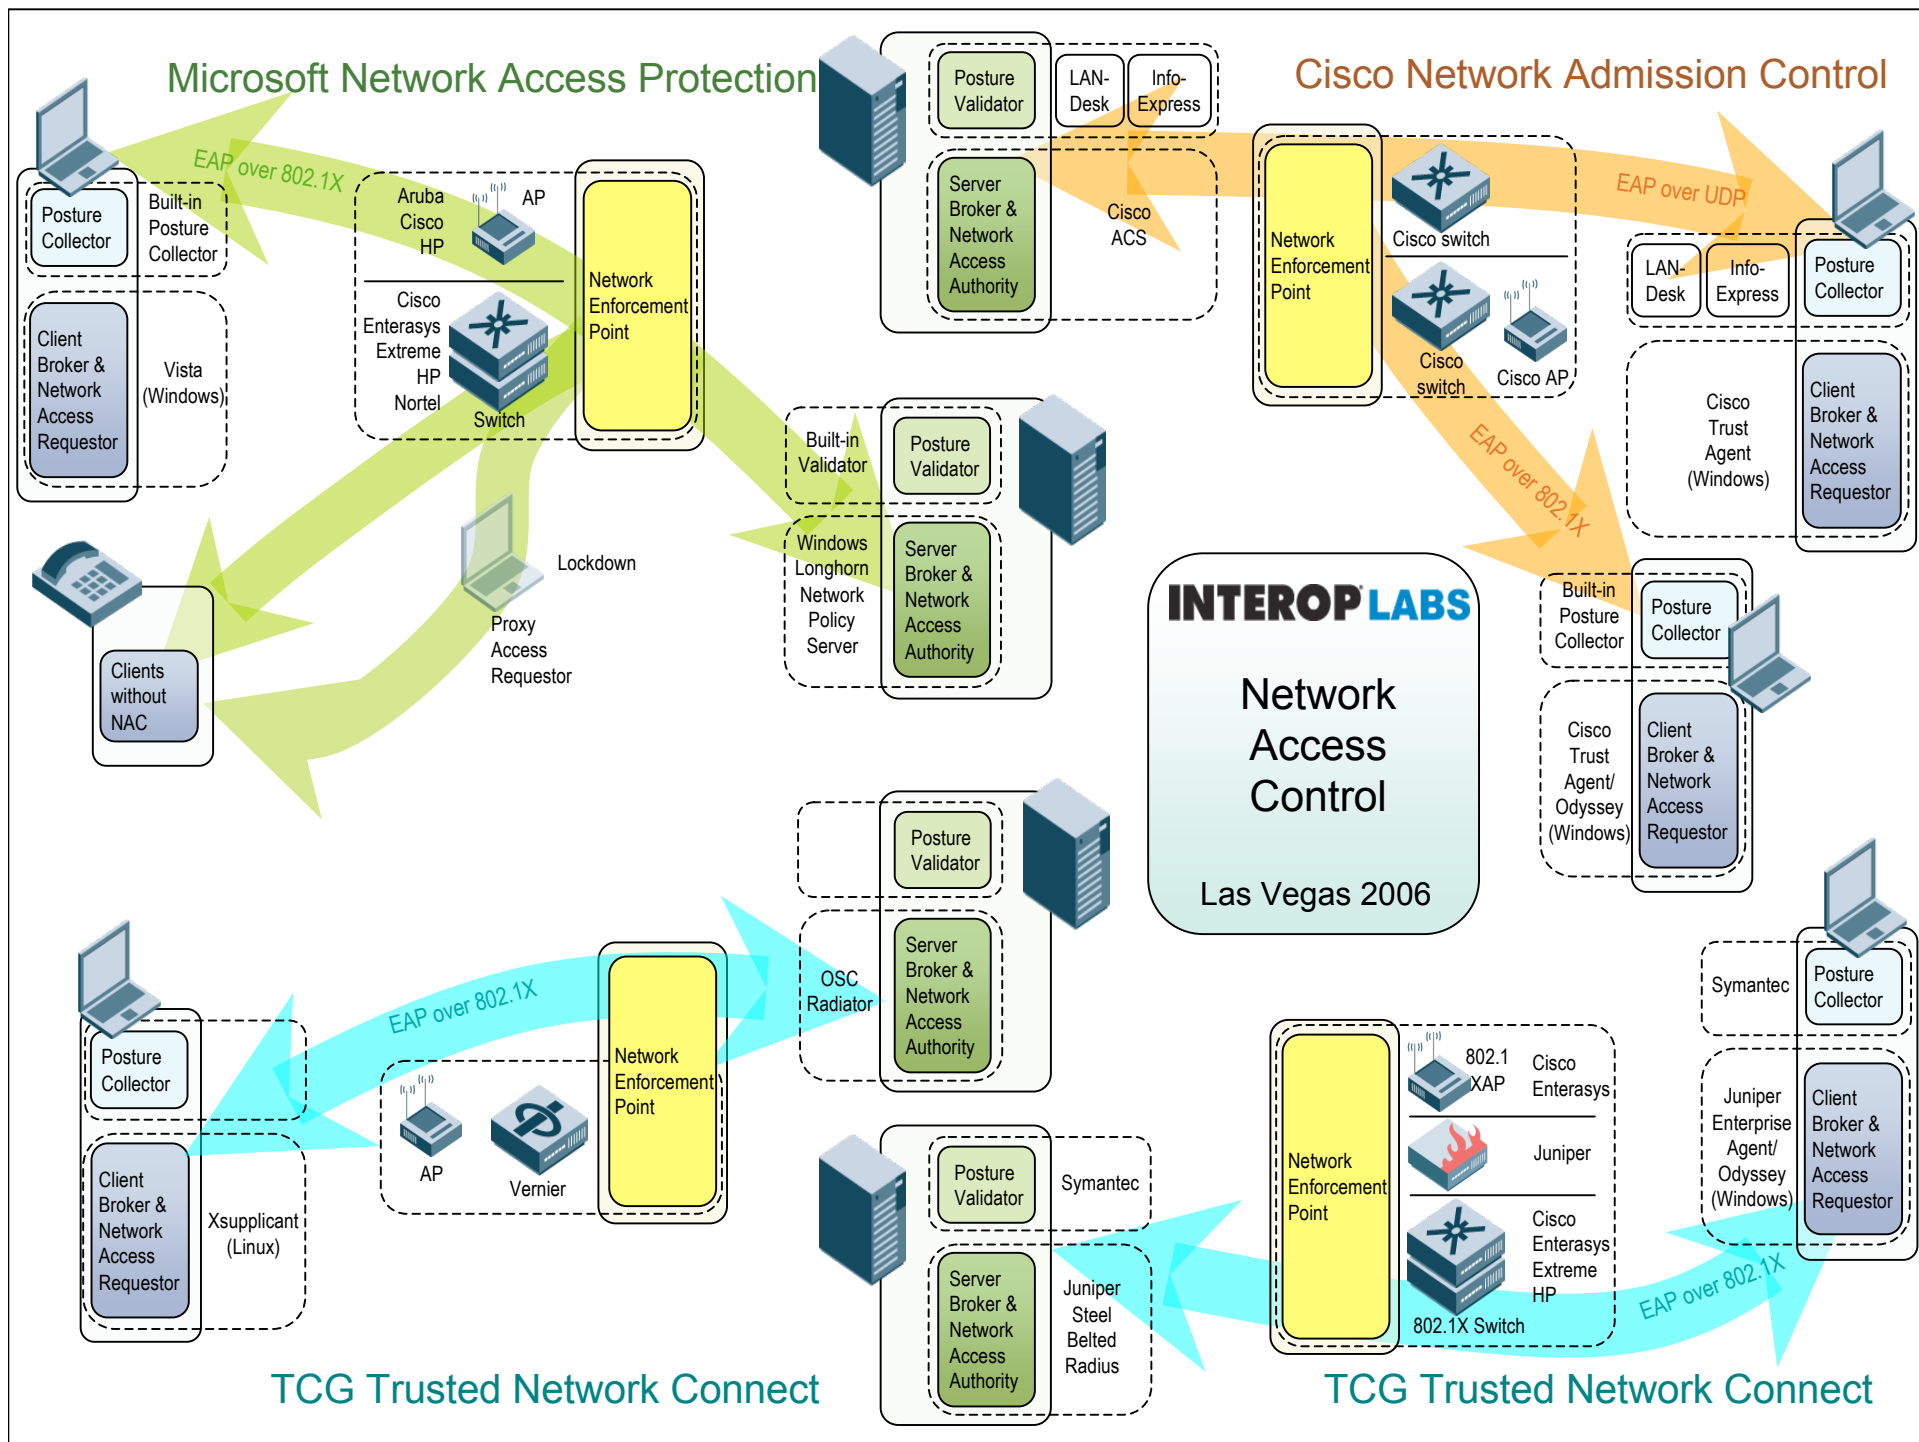 Microsoft Network Access Protection
EAP over 802.1X
Posture
Collector
Built-in
Posture
Collector
Client
Broker &
Network
Access
Requestor
Vista
(Windows)
Aruba
Cisco
HP
AP
Cisco
Enterasys
Extreme
HP
Nortel
Switch
Network
Enforcement
Point
Clients
without
NAC
Lockdown
Proxy
Access
Requestor
Built-in
Validator
Posture
Validator
Windows
Longhorn
Network
Policy
Server
Server
Broker &
Network
Access
Authority
Cisco Network Admission Control
Posture
Validator
LAN-
Desk
Info-
Express
Server
Broker &
Network
Access
Authority
Cisco
ACS
Network
Enforcement
Point
Cisco switch
Cisco
switch
Cisco AP
EAP over UDP
EAP over 802.1X
LAN-
Desk
Info-
Express
Posture
Collector
Cisco
Trust
Agent
(Windows)
Client
Broker &
Network
Access
Requestor
Built-in
Posture
Collector
Posture
Collector
Cisco
Trust
Agent/
Odyssey
(Windows)
Client
Broker &
Network
Access
Requestor
INTEROP LABS
Network
Access
Control
Las Vegas 2006
Posture
Validator
OSC
Radiator
Server
Broker &
Network
Access
Authority
EAP over 802.1X
Posture
Collector
Client
Broker &
Network
Access
Requestor
Xsupplicant
(Linux)
AP
Vernier
Network
Enforcement
Point
TCG Trusted Network Connect
Posture
Validator
Symantec
Server
Broker &
Network
Access
Authority
Juniper
Steel
Belted
Radius
Network
Enforcement
Point
802.1
XAP
Cisco
Enterasys
Juniper
Cisco
Enterasys
Extreme
HP
802.1X Switch
EAP over 802.1X
Symantec
Posture
Collector
Juniper
Enterprise
Agent/
Odyssey
(Windows)
Client
Broker &
Network
Access
Requestor
TCG Trusted Network Connect